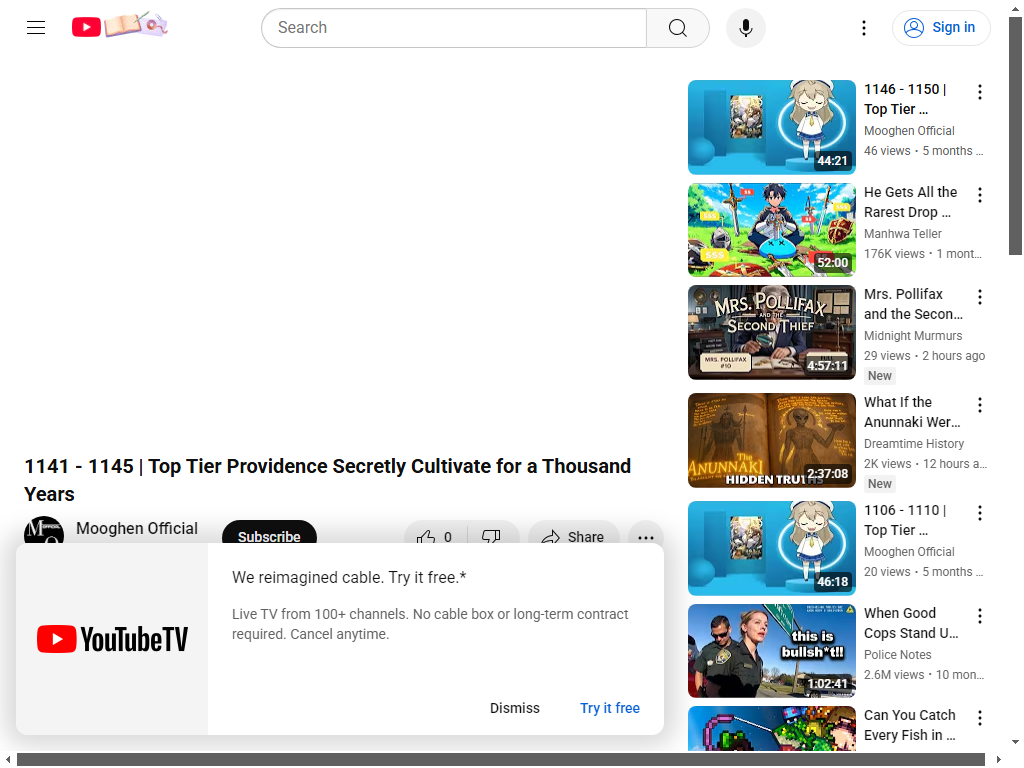 Search
Sign in
1141 - 1145 | Top Tier Providence Secretly Cultivate for a Thousand
Years
Mooghen Official
Subscribe
0
Share
YouTubeTV
We reimagined cable. Try it free.*
Live TV from 100+ channels. No cable box or long-term contract
required. Cancel anytime.
Dismiss
Try it free
44:21
1146 - 1150 |
Top Tier ...
Mooghen Official
46 views • 5 months ...
52:00
He Gets All the
Rarest Drop ...
Manhwa Teller
176K views • 1 mont...
MRS. POLLIFAX
AND THE
SECOND THIEF
MRS. POLLIFAX
#10
4:57:11
Mrs. Pollifax
and the Secon...
Midnight Murmurs
29 views • 2 hours ago
New
The
ANUNNAKI
HIDDEN TRUTHS
2:37:08
What If the
Anunnaki Wer...
Dreamtime History
2K views • 12 hours a...
New
46:18
1106 - 1110 |
Top Tier ...
Mooghen Official
20 views • 5 months ...
this is
bullsh*t!!
1:02:41
When Good
Cops Stand U...
Police Notes
2.6M views • 10 mon...
Can You Catch
Every Fish in ...